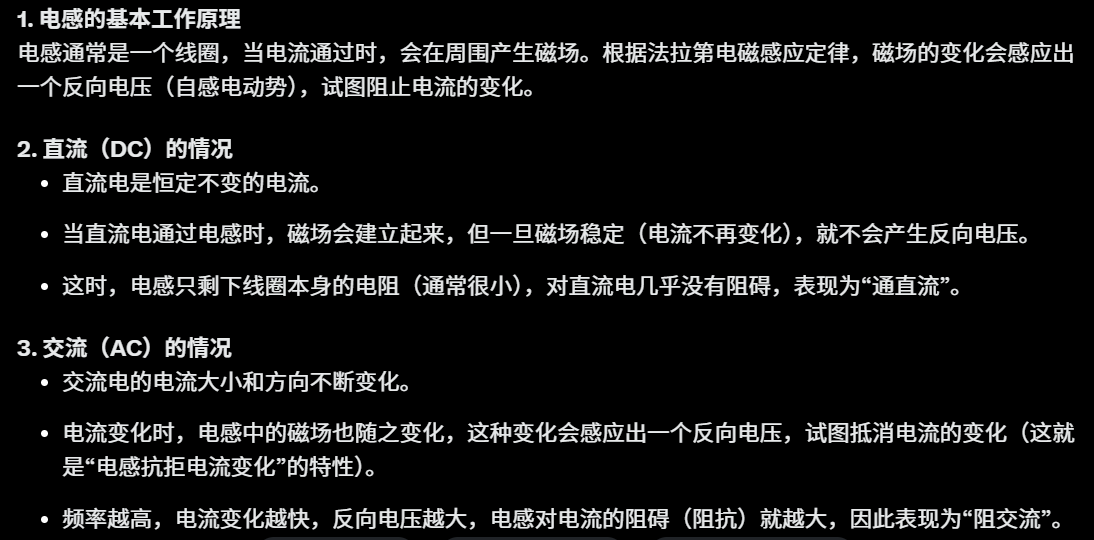 1. 电感的基本工作原理
电感通常是一个线圈，当电流通过时，会在周围产生磁场。根据法拉第电磁感应定律，磁场的变化会感应出
一个反向电压（自感电动势），试图阻止电流的变化。
2. 直流（DC）的情况
• 直流电是恒定不变的电流。
• 当直流电通过电感时，磁场会建立起来，但一旦磁场稳定（电流不再变化），就不会产生反向电压。
• 这时，电感只剩下线圈本身的电阻（通常很小），对直流电几乎没有阻碍，表现为“通直流”。
3. 交流（AC）的情况
• 交流电的电流大小和方向不断变化。
• 电流变化时，电感中的磁场也随之变化，这种变化会感应出一个反向电压，试图抵消电流的变化（这就
是“电感抗拒电流变化”的特性）。
• 频率越高，电流变化越快，反向电压越大，电感对电流的阻碍（阻抗）就越大，因此表现为“阻交流”。